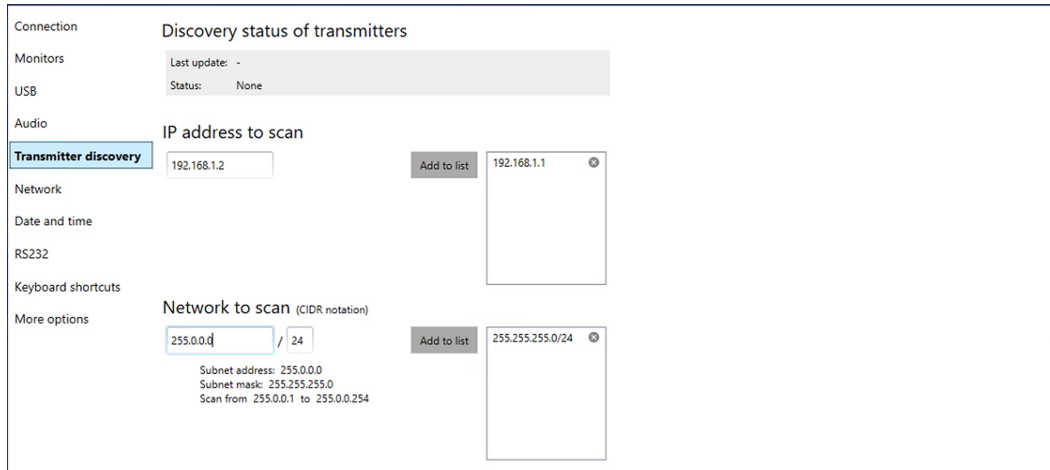 Connection
Monitors
USB
Audio
Transmitter discovery
Network
Date and time
RS232
Keyboard shortcuts
More options
Discovery status of transmitters
Last update: -
Status: None
IP address to scan
192.168.1.2
Add to list
192.168.1.1
Network to scan (CIDR notation)
255.0.0.0 / 24
Add to list
255.255.255.0/24
Subnet address: 255.0.0.0
Subnet mask: 255.255.255.0
Scan from 255.0.0.1 to 255.0.0.254